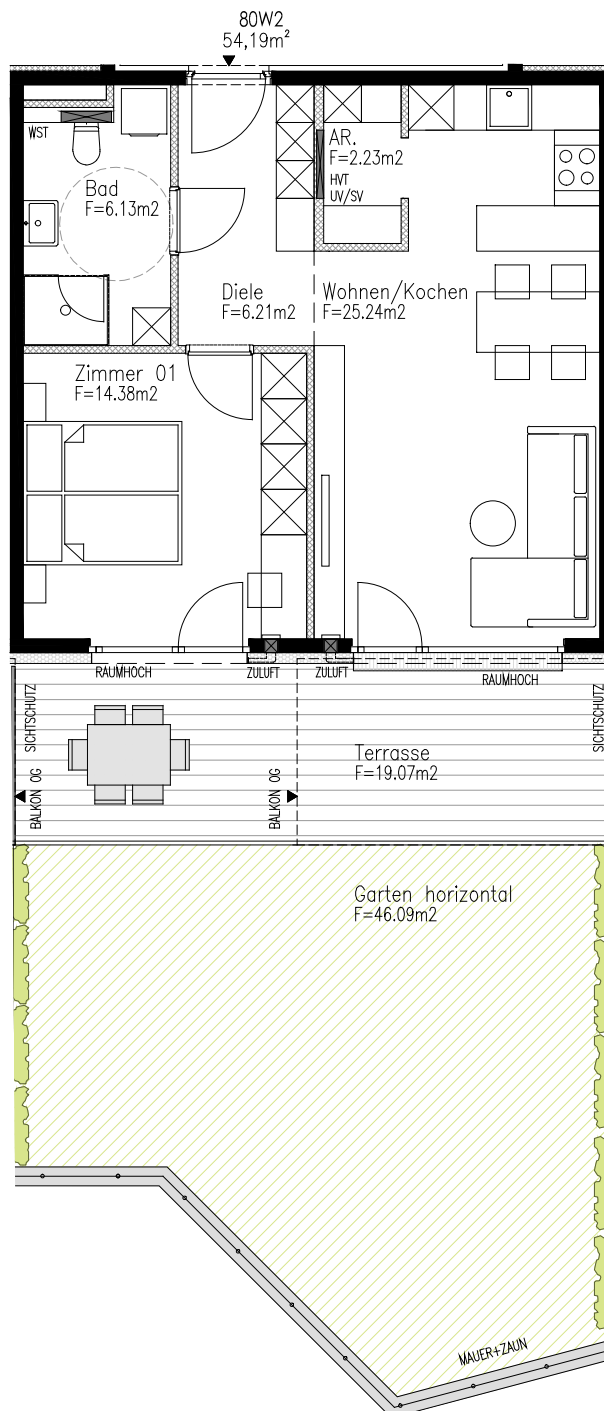 80W2
54,19m²
WST
AR.
F=2.23m2
HVT
UV/SV
Bad
F=6.13m2
Diele
F=6.21m2
Wohnen/Kochen
F=25.24m2
Zimmer 01
F=14.38m2
RAUMHOCH
ZULUFT
ZULUFT
RAUMHOCH
SICHTSCHUTZ
SICHTSCHUTZ
Terrasse
F=19.07m2
BALKON OG
BALKON OG
Garten horizontal
F=46.09m2
MAUER+ZAUN